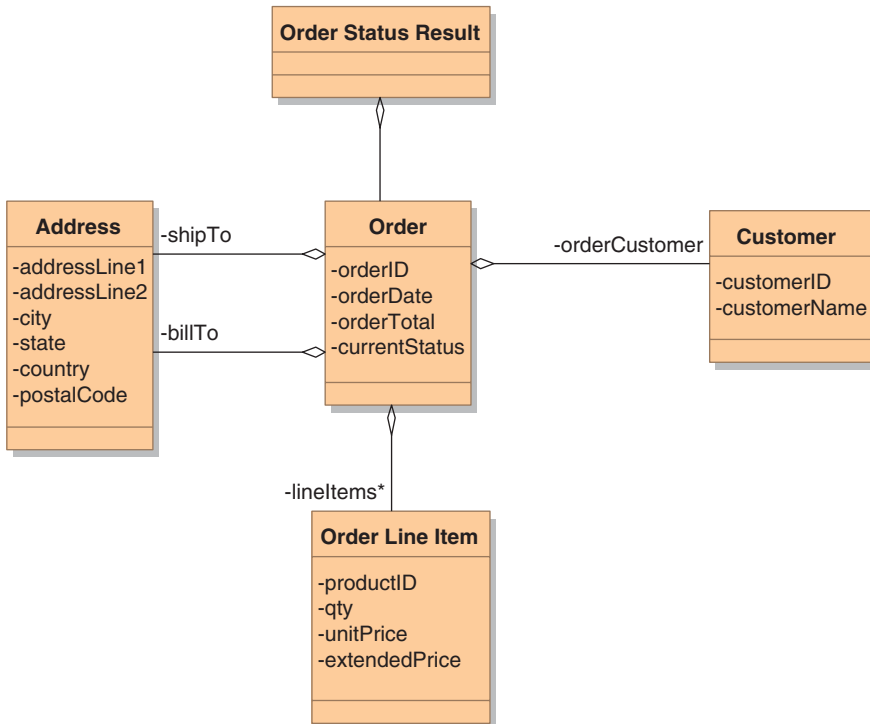 Order Status Result
Address
-addressLine1
-addressLine2
-city
-state
-country
-postalCode
-shipTo
-billTo
Order
-orderID
-orderDate
-orderTotal
-currentStatus
-orderCustomer
Customer
-customerID
-customerName
-lineItems*
Order Line Item
-productID
-qty
-unitPrice
-extendedPrice